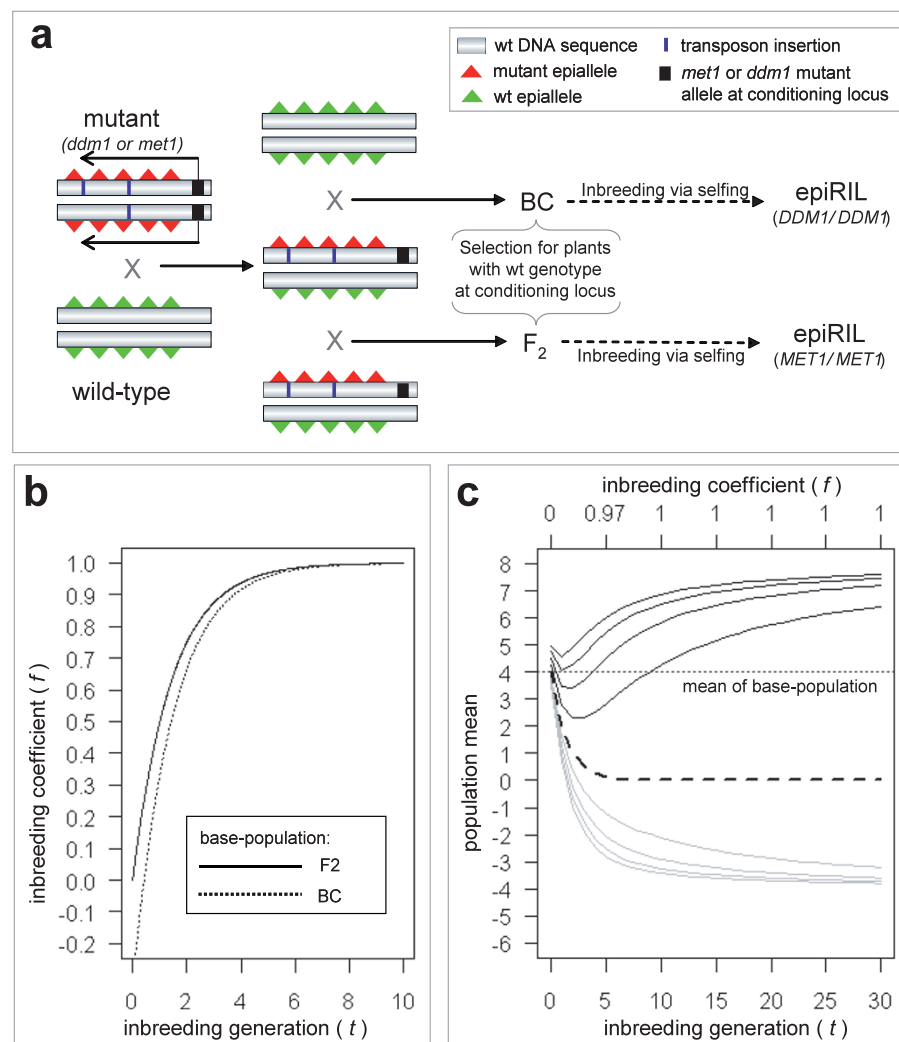 a
wt DNA sequence
mutant epiallele
wt epiallele
transposon insertion
met1 or ddm1 mutant
allele at conditioning locus
mutant
(ddm1 or met1)
X
wild-type
X
X
BC
Inbreeding via selfing
epiRIL
(DDM1/DDM1)
Selection for plants
with wt genotype
at conditioning locus
F2
Inbreeding via selfing
epiRIL
(MET1/MET1)
b
inbreeding coefficient ( f )
1.0
0.9
0.8
0.7
0.6
0.5
0.4
0.3
0.2
0.1
0.0
-0.1
-0.2
base-population:
F2
BC
0 2 4 6 8 10
inbreeding generation ( t )
c
inbreeding coefficient ( f )
0 0.97 1 1 1 1 1
population mean
8
7
6
5
4
3
2
1
0
-1
-2
-3
-4
-5
-6
mean of base-population
0 5 10 15 20 25 30
inbreeding generation ( t )